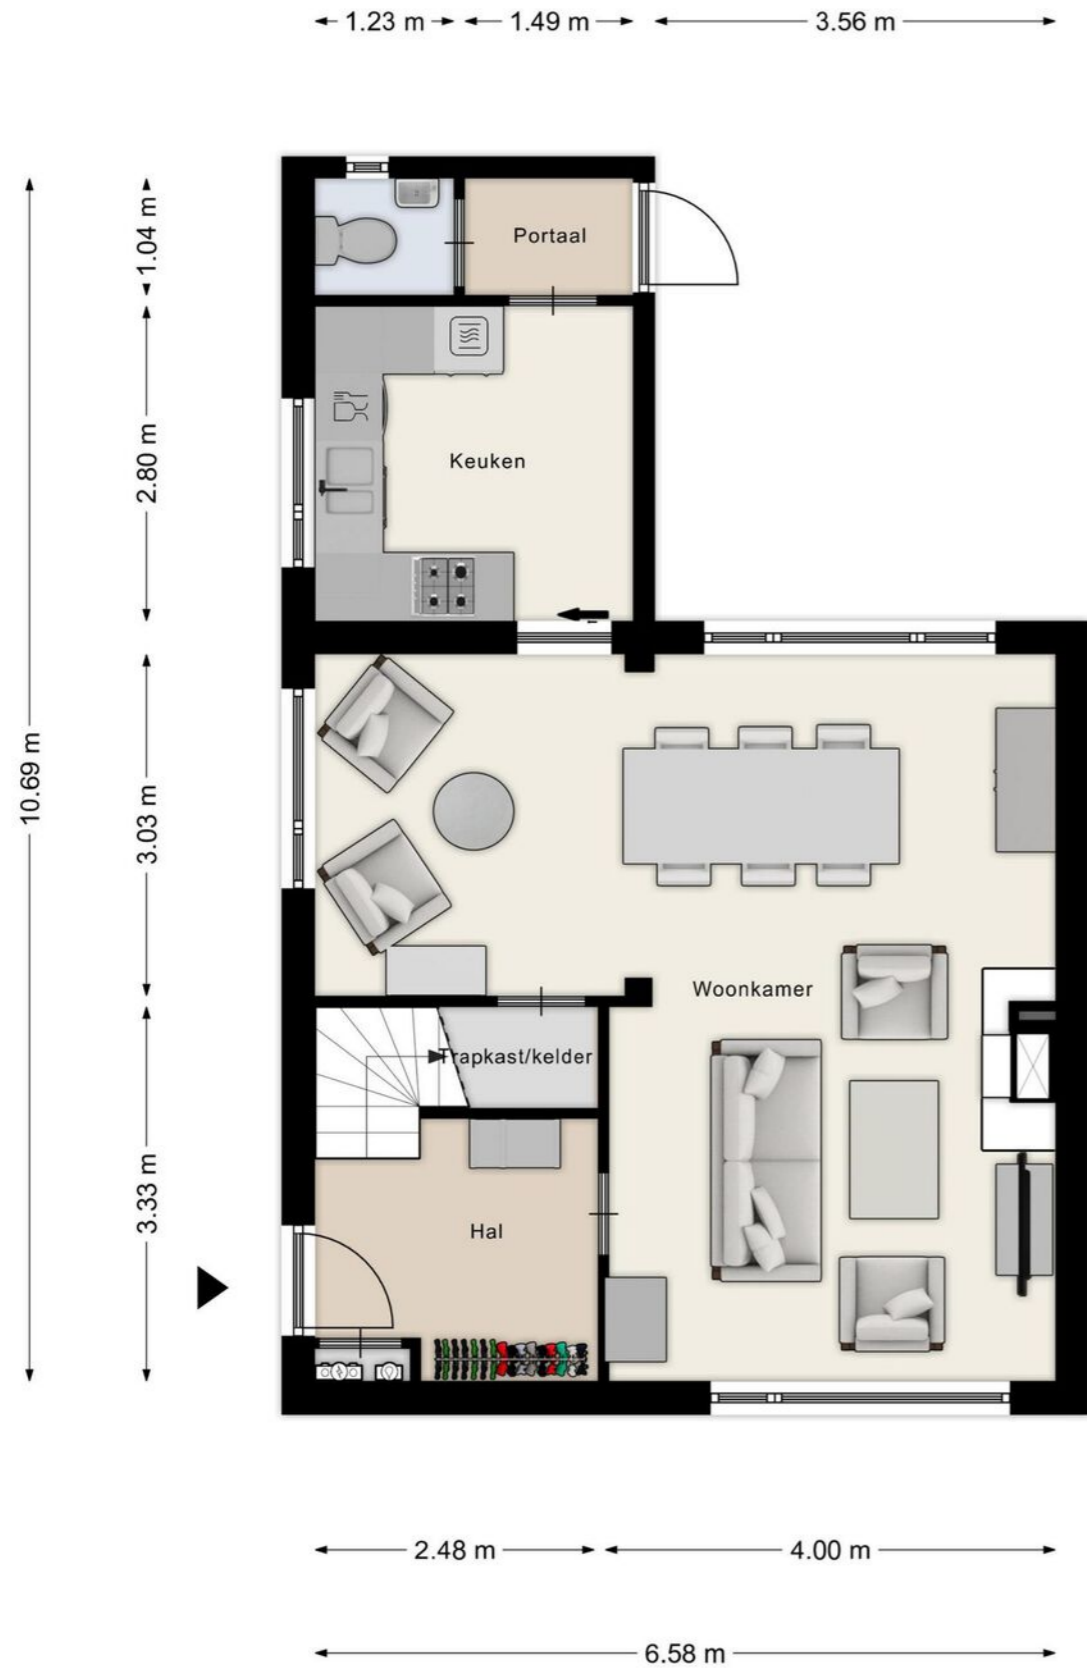 1.23 m
1.49 m
3.56 m
1.04 m
Portaal
2.80 m
Keuken
10.69 m
3.03 m
Woonkamer
Trapkast/kelder
3.33 m
Hal
2.48 m
4.00 m
6.58 m